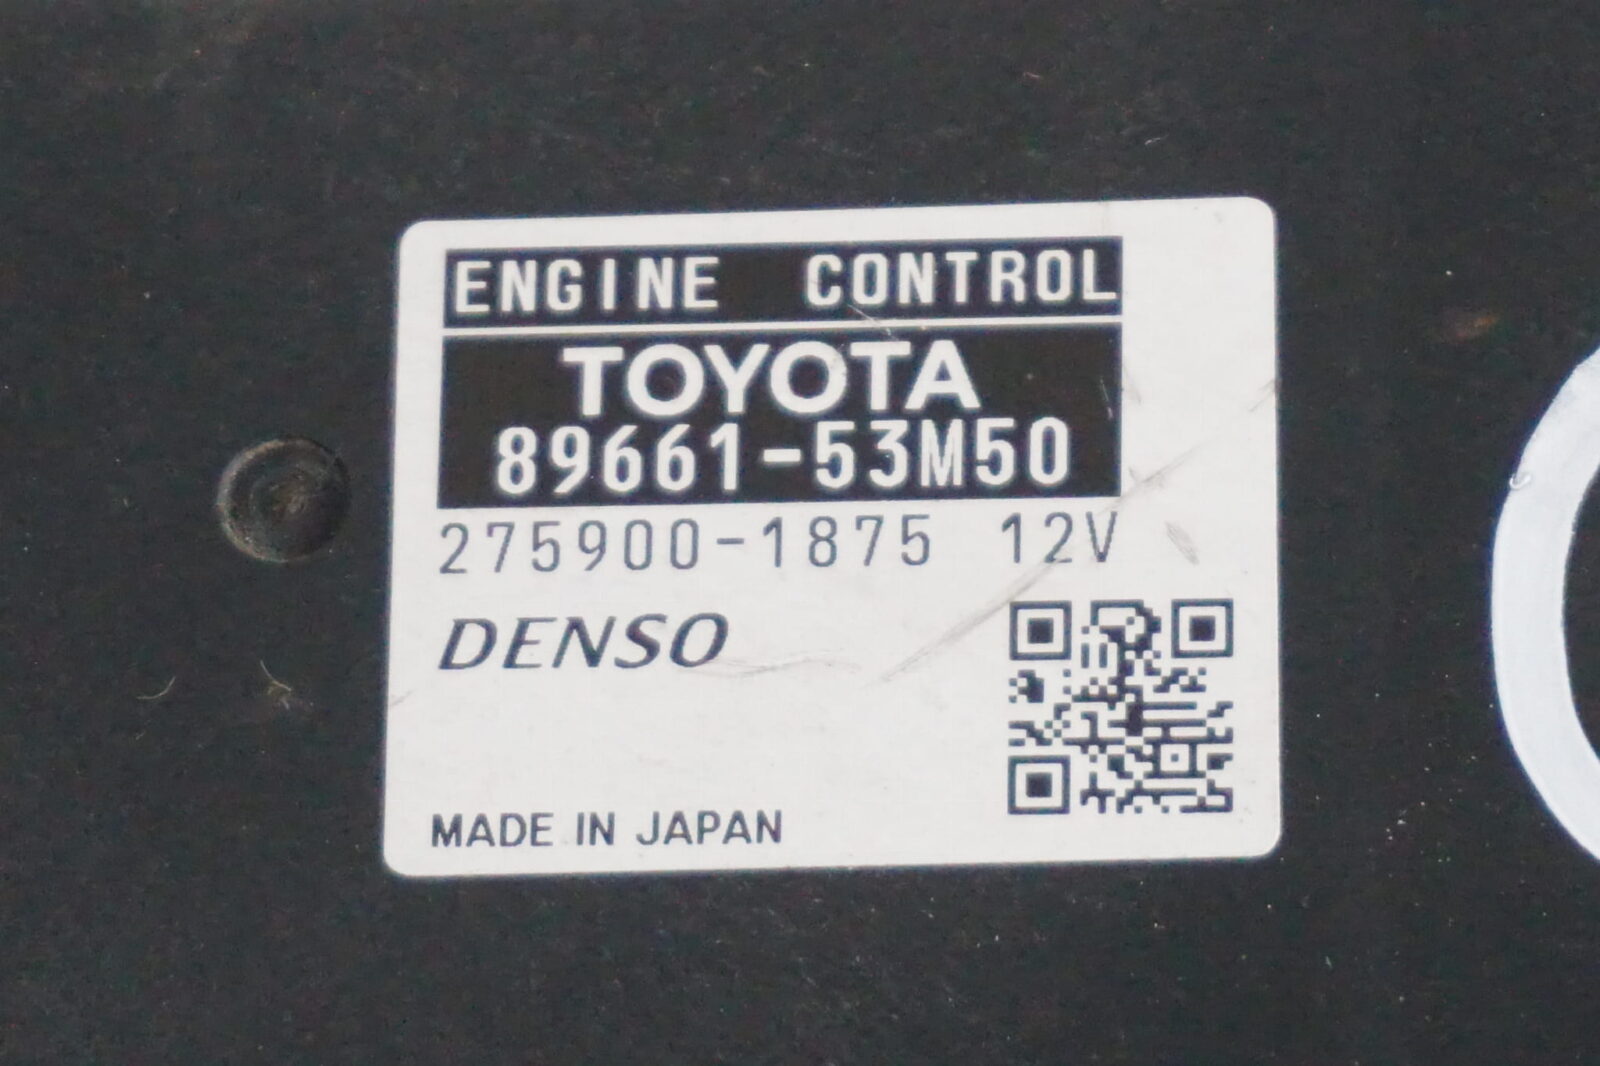 ENGINE CONTROL
TOYOTA
89661-53M50
275900-1875 12V
DENSO
MADE IN JAPAN